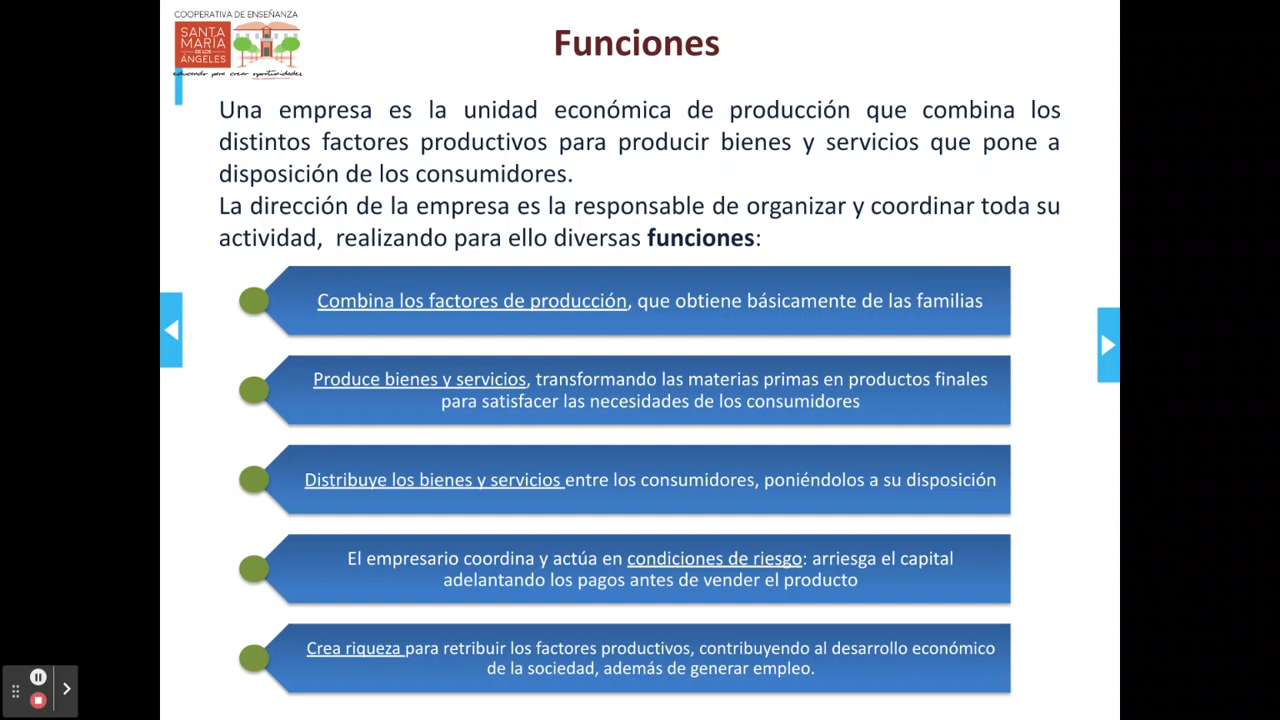 COOPERATIVA DE ENSEÑANZA
SANTA
MARÍA
DE LOS
ÁNGELES
educando para crear oportunidades
Funciones
Una empresa es la unidad económica de producción que combina los
distintos factores productivos para producir bienes y servicios que pone a
disposición de los consumidores.
La dirección de la empresa es la responsable de organizar y coordinar toda su
actividad, realizando para ello diversas funciones:
Combina los factores de producción, que obtiene básicamente de las familias
Produce bienes y servicios, transformando las materias primas en productos finales
para satisfacer las necesidades de los consumidores
Distribuye los bienes y servicios entre los consumidores, poniéndolos a su disposición
El empresario coordina y actúa en condiciones de riesgo: arriesga el capital
adelantando los pagos antes de vender el producto
Crea riqueza para retribuir los factores productivos, contribuyendo al desarrollo económico
de la sociedad, además de generar empleo.